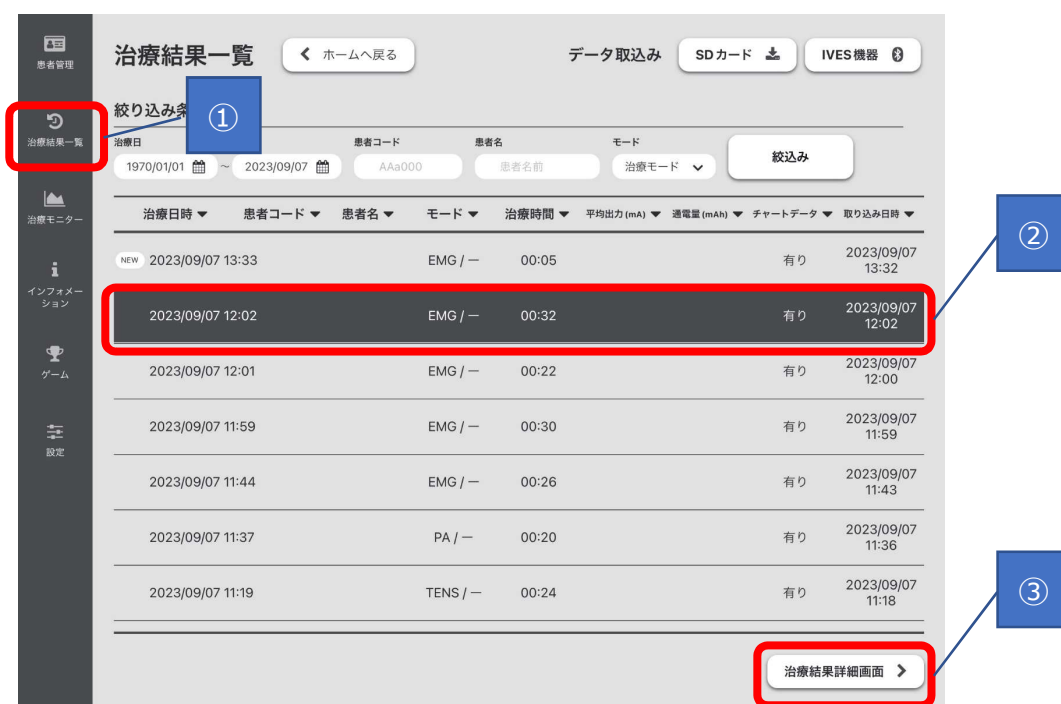 患者管理
治療結果一覧
治療モニター
インフォメー
ション
ゲーム
設定
治療結果一覧
ホームへ戻る
データ取込み
SDカード
IVES機器
絞り込み条
①
治療日
患者コード
患者名
モード
1970/01/01 ~ 2023/09/07
AAa000
患者名前
治療モード
絞込み
治療日時 ▼ 患者コード ▼ 患者名 ▼ モード ▼ 治療時間 ▼ 平均出力(mA) ▼ 通電量(mAh) ▼ チャートデータ ▼ 取り込み日時 ▼
NEW 2023/09/07 13:33 EMG / ー 00:05 有り 2023/09/07
13:32
2023/09/07 12:02 EMG / ー 00:32 有り 2023/09/07
12:02
②
2023/09/07 12:01 EMG / ー 00:22 有り 2023/09/07
12:00
2023/09/07 11:59 EMG / ー 00:30 有り 2023/09/07
11:59
2023/09/07 11:44 EMG / ー 00:26 有り 2023/09/07
11:43
2023/09/07 11:37 PA / ー 00:20 有り 2023/09/07
11:36
2023/09/07 11:19 TENS / ー 00:24 有り 2023/09/07
11:18
③
治療結果詳細画面